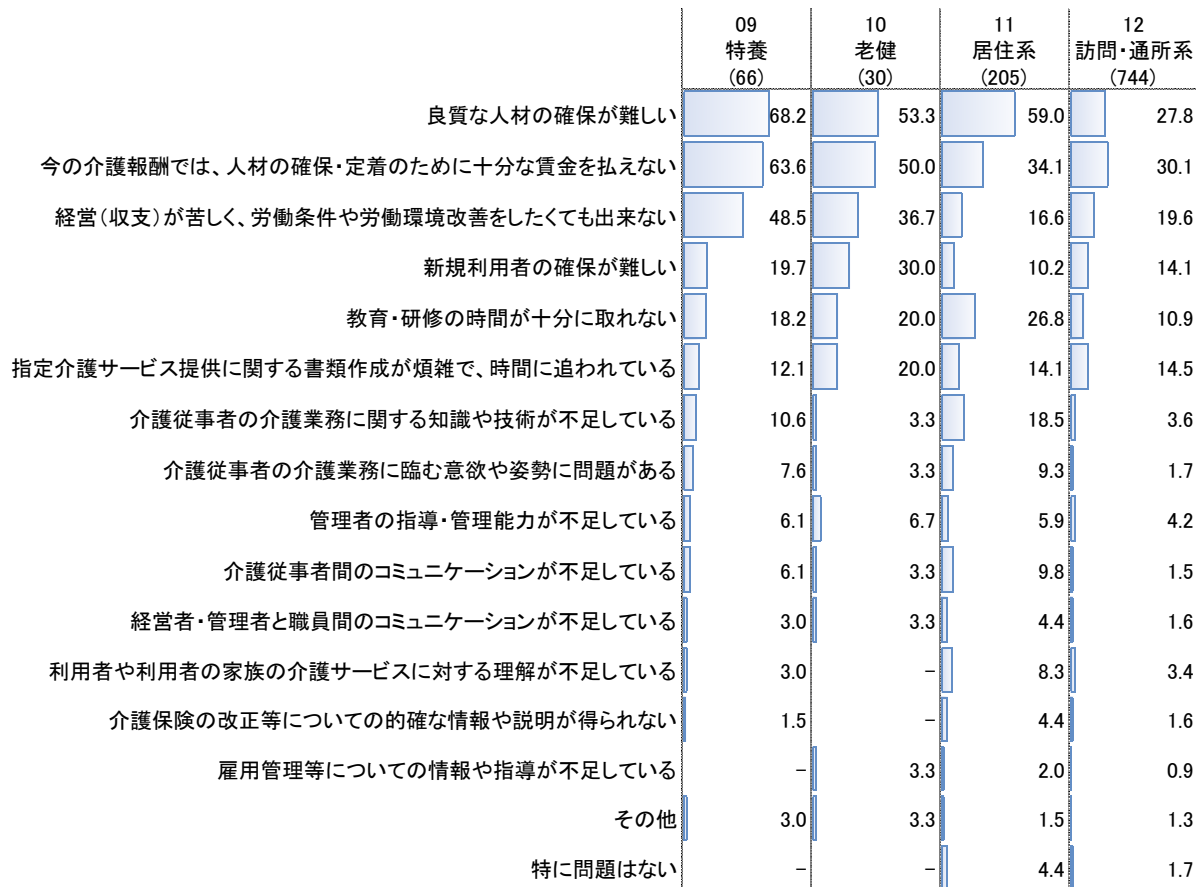 09 10 11 12
特養 老健 居住系 訪問・通所系
(66) (30) (205) (744)
良質な人材の確保が難しい 68.2 53.3 59.0 27.8
今の介護報酬では、人材の確保・定着のために十分な賃金を払えない 63.6 50.0 34.1 30.1
経営(収支)が苦しく、労働条件や労働環境改善をしたくても出来ない 48.5 36.7 16.6 19.6
新規利用者の確保が難しい 19.7 30.0 10.2 14.1
教育・研修の時間が十分に取れない 18.2 20.0 26.8 10.9
指定介護サービス提供に関する書類作成が煩雑で、時間に追われている 12.1 20.0 14.1 14.5
介護従事者の介護業務に関する知識や技術が不足している 10.6 3.3 18.5 3.6
介護従事者の介護業務に臨む意欲や姿勢に問題がある 7.6 3.3 9.3 1.7
管理者の指導・管理能力が不足している 6.1 6.7 5.9 4.2
介護従事者間のコミュニケーションが不足している 6.1 3.3 9.8 1.5
経営者・管理者と職員間のコミュニケーションが不足している 3.0 3.3 4.4 1.6
利用者や利用者の家族の介護サービスに対する理解が不足している 3.0 － 8.3 3.4
介護保険の改正等についての的確な情報や説明が得られない 1.5 － 4.4 1.6
雇用管理等についての情報や指導が不足している － 3.3 2.0 0.9
その他 3.0 3.3 1.5 1.3
特に問題はない － － 4.4 1.7